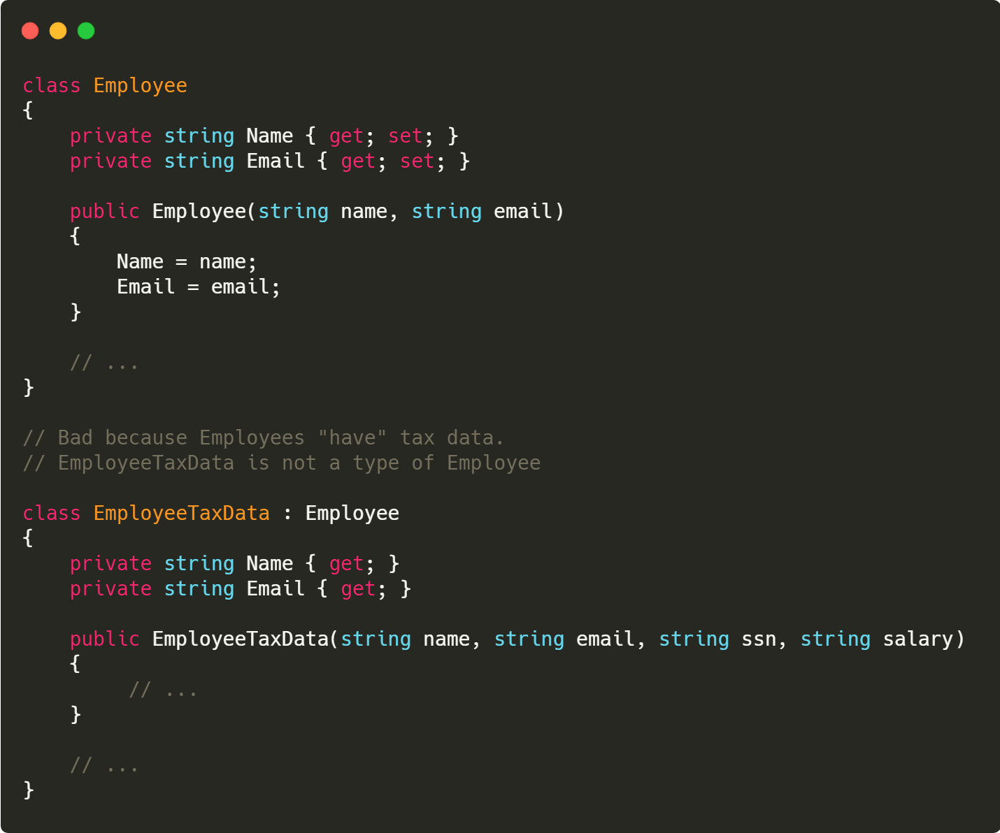 class Employee
{
    private string Name { get; set; }
    private string Email { get; set; }

    public Employee(string name, string email)
    {
        Name = name;
        Email = email;
    }

    // ...
}

// Bad because Employees "have" tax data.
// EmployeeTaxData is not a type of Employee

class EmployeeTaxData : Employee
{
    private string Name { get; }
    private string Email { get; }

    public EmployeeTaxData(string name, string email, string ssn, string salary)
    {
         // ...
    }

    // ...
}